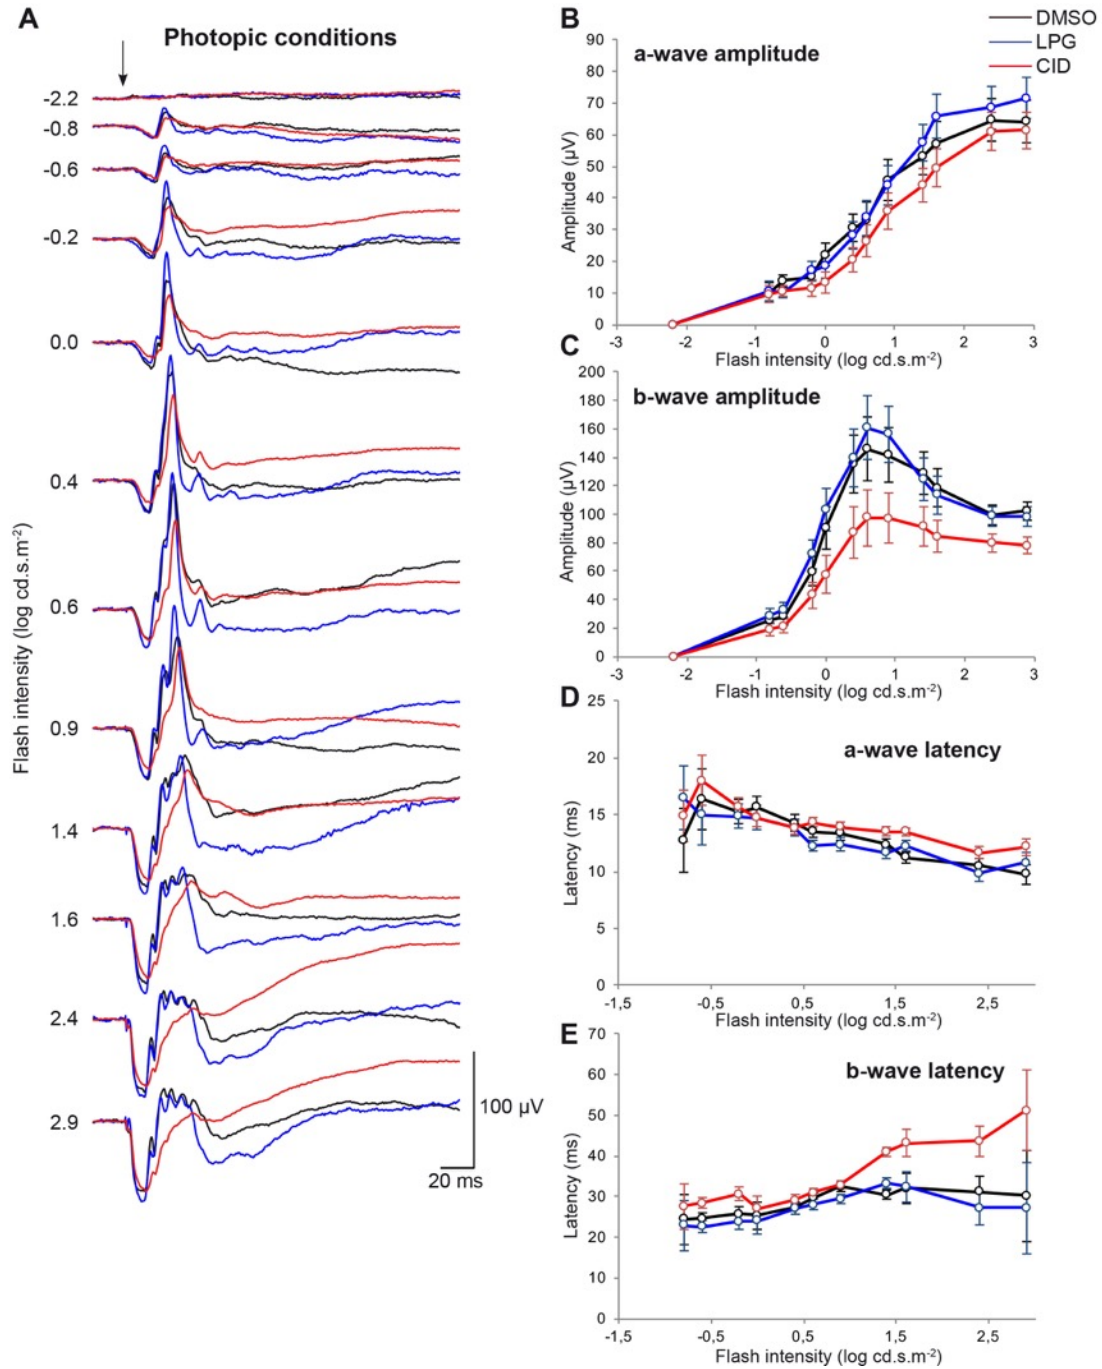 A
Photopic conditions
-2.2
-0.8
-0.6
-0.2
0.0
0.4
0.6
0.9
1.4
1.6
2.4
2.9
Flash intensity (log cd.s.m-2)
100 µV
20 ms
B
DMSO
LPG
CID
a-wave amplitude
90
80
70
60
50
40
30
20
10
0
Amplitude (µV)
-3 -2 -1 0 1 2 3
Flash intensity (log cd.s.m-2)
C
b-wave amplitude
200
180
160
140
120
100
80
60
40
20
0
Amplitude (µV)
-3 -2 -1 0 1 2 3
Flash intensity (log cd.s.m-2)
D
a-wave latency
25
20
15
10
5
0
Latency (ms)
-1,5 -0,5 0,5 1,5 2,5
Flash intensity (log cd.s.m-2)
E
b-wave latency
70
60
50
40
30
20
10
0
Latency (ms)
-1,5 -0,5 0,5 1,5 2,5
Flash intensity (log cd.s.m-2)